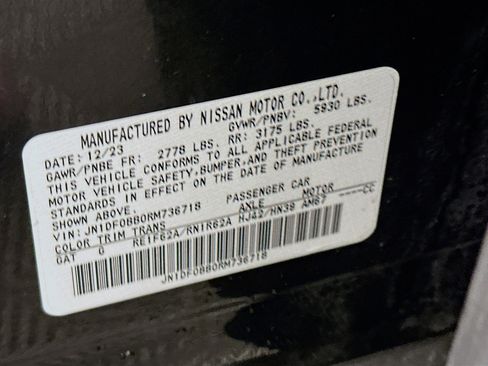 MANUFACTURED BY NISSAN MOTOR CO.,LTD.
DATE: 12/23 GVWR/PNBV: 5930 LBS.
GAWR/PNBE FR: 2778 LBS. RR: 3175 LBS.
THIS VEHICLE CONFORMS TO ALL APPLICABLE FEDERAL
MOTOR VEHICLE SAFETY,BUMPER,AND THEFT PREVENTION
STANDARDS IN EFFECT ON THE DATE OF MANUFACTURE
SHOWN ABOVE.
VIN: JN1DF0BB0RM736718 PASSENGER CAR
COLOR TRIM TRANS AXLE MOTOR ----CC
GAT G RE1F62A/RN1R62A HJ42/HN38 AM67
JN1DF0BB0RM736718